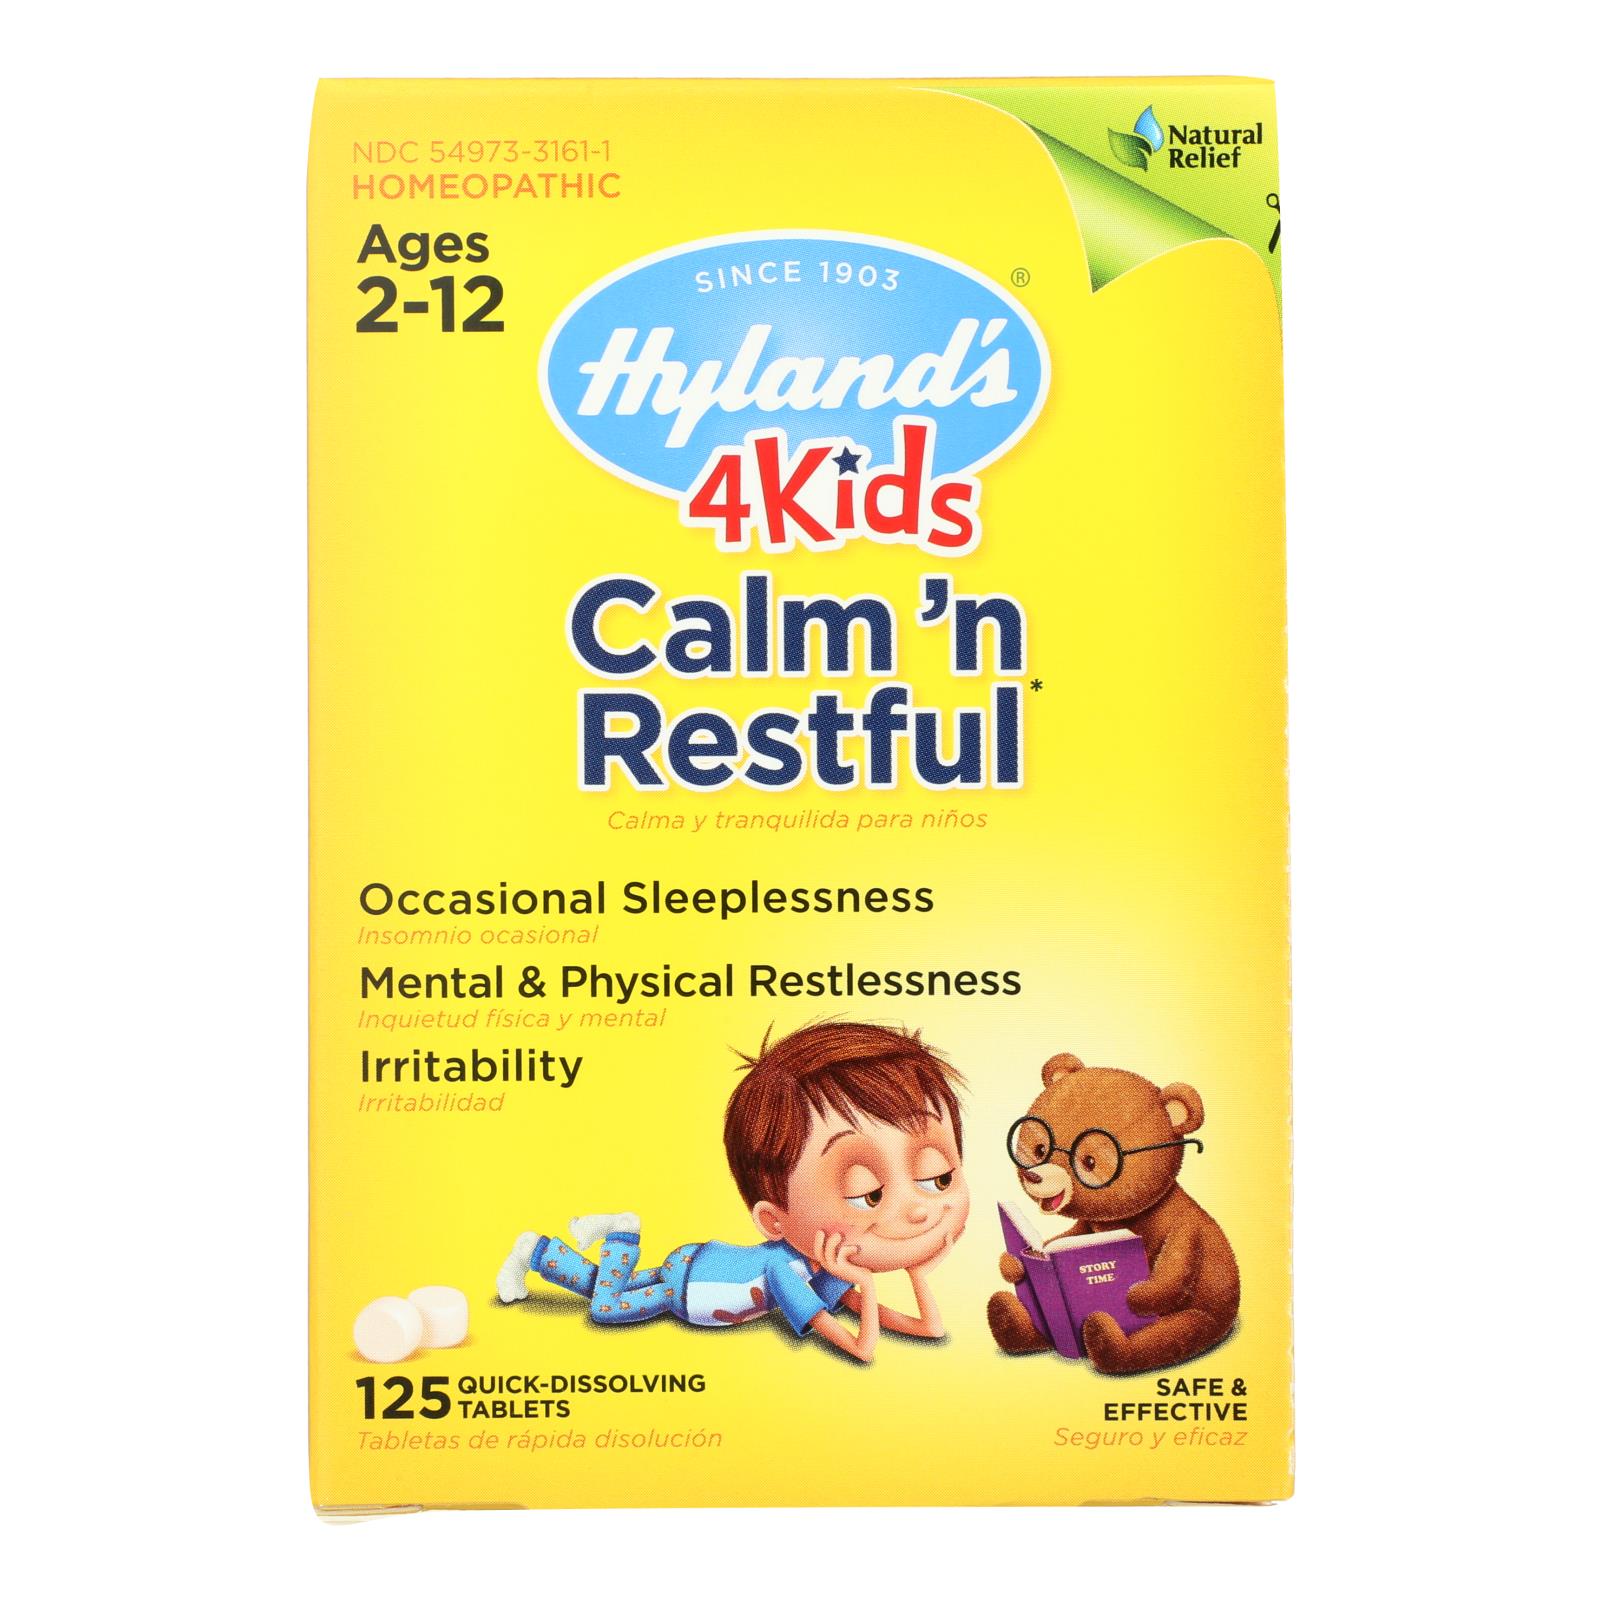 NDC 54973-3161-1
HOMEOPATHIC
Natural
Relief
Ages
2-12
SINCE 1903
Hyland's
®
4Kids
Calm 'n
Restful*
Calma y tranquilida para niños
Occasional Sleeplessness
Insomnio ocasional
Mental & Physical Restlessness
Inquietud física y mental
Irritability
Irritabilidad
STORY
TIME
125 QUICK-DISSOLVING
TABLETS
Tabletas de rápida disolución
SAFE &
EFFECTIVE
Seguro y eficaz